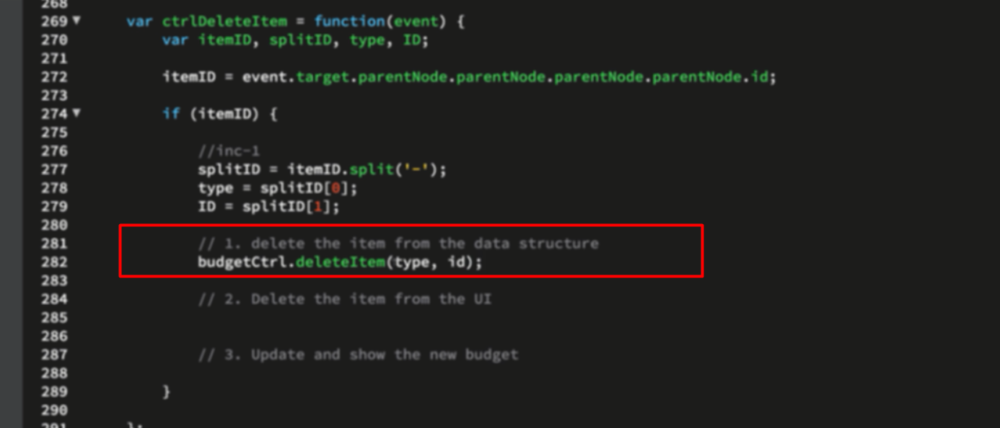 268
269 ▼ var ctrlDeleteItem = function(event) {
270 var itemID, splitID, type, ID;
271
272 itemID = event.target.parentNode.parentNode.parentNode.parentNode.id;
273
274 ▼ if (itemID) {
275
276 //inc-1
277 splitID = itemID.split('-');
278 type = splitID[0];
279 ID = splitID[1];
280
281 // 1. delete the item from the data structure
282 budgetCtrl.deleteItem(type, id);
283
284 // 2. Delete the item from the UI
285
286
287 // 3. Update and show the new budget
288
289 }
290
291 };